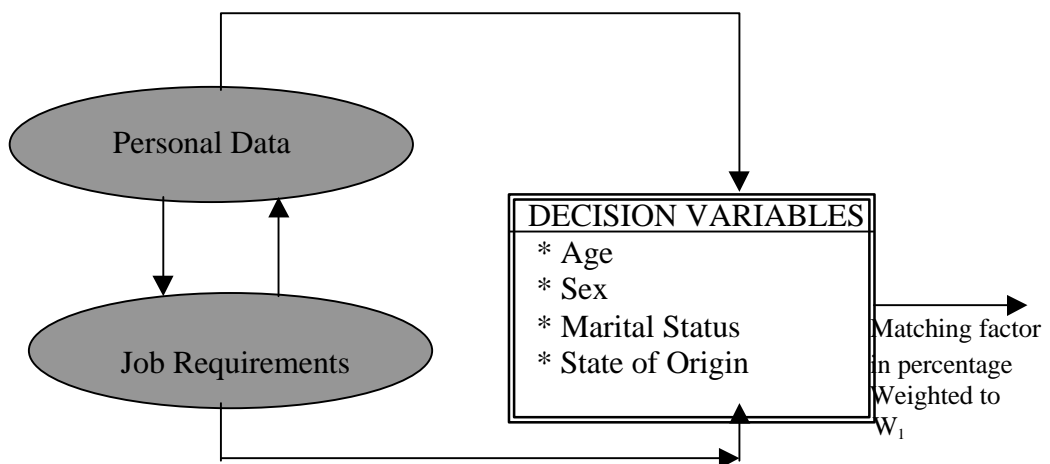 Personal Data
Job Requirements
DECISION VARIABLES
* Age
* Sex
* Marital Status
* State of Origin
Matching factor
in percentage
Weighted to
W₁